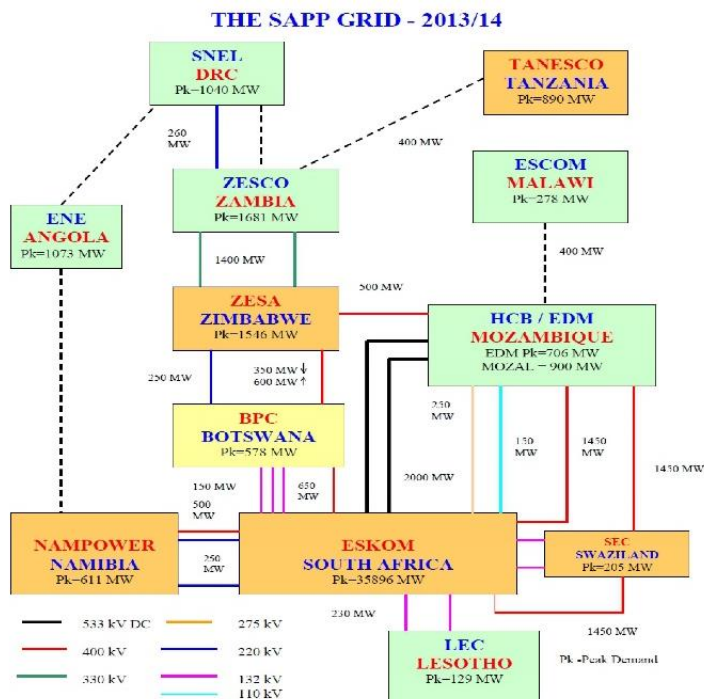 THE SAPP GRID - 2013/14
SNEL
DRC
Pk=1040 MW
TANESCO
TANZANIA
Pk=890 MW
260
MW
400 MW
ZESCO
ZAMBIA
Pk=1681 MW
ESCOM
MALAWI
Pk=278 MW
ENE
ANGOLA
Pk=1073 MW
1400 MW
400 MW
500 MW
ZESA
ZIMBABWE
Pk=1546 MW
HCB / EDM
MOZAMBIQUE
EDM Pk=706 MW
MOZAL = 900 MW
250 MW
350 MW ↓
600 MW ↑
BPC
BOTSWANA
Pk=578 MW
250
MW
150
MW
1450
MW
1450
MW
150 MW
650
MW
2000 MW
500
MW
NAMPOWER
NAMIBIA
Pk=611 MW
250
MW
ESKOM
SOUTH AFRICA
Pk=35896 MW
SEC
SWAZILAND
Pk=205 MW
230 MW
1450 MW
533 kV DC
275 kV
400 kV
220 kV
330 kV
132 kV
110 kV
LEC
LESOTHO
Pk=129 MW
Pk -Peak Demand